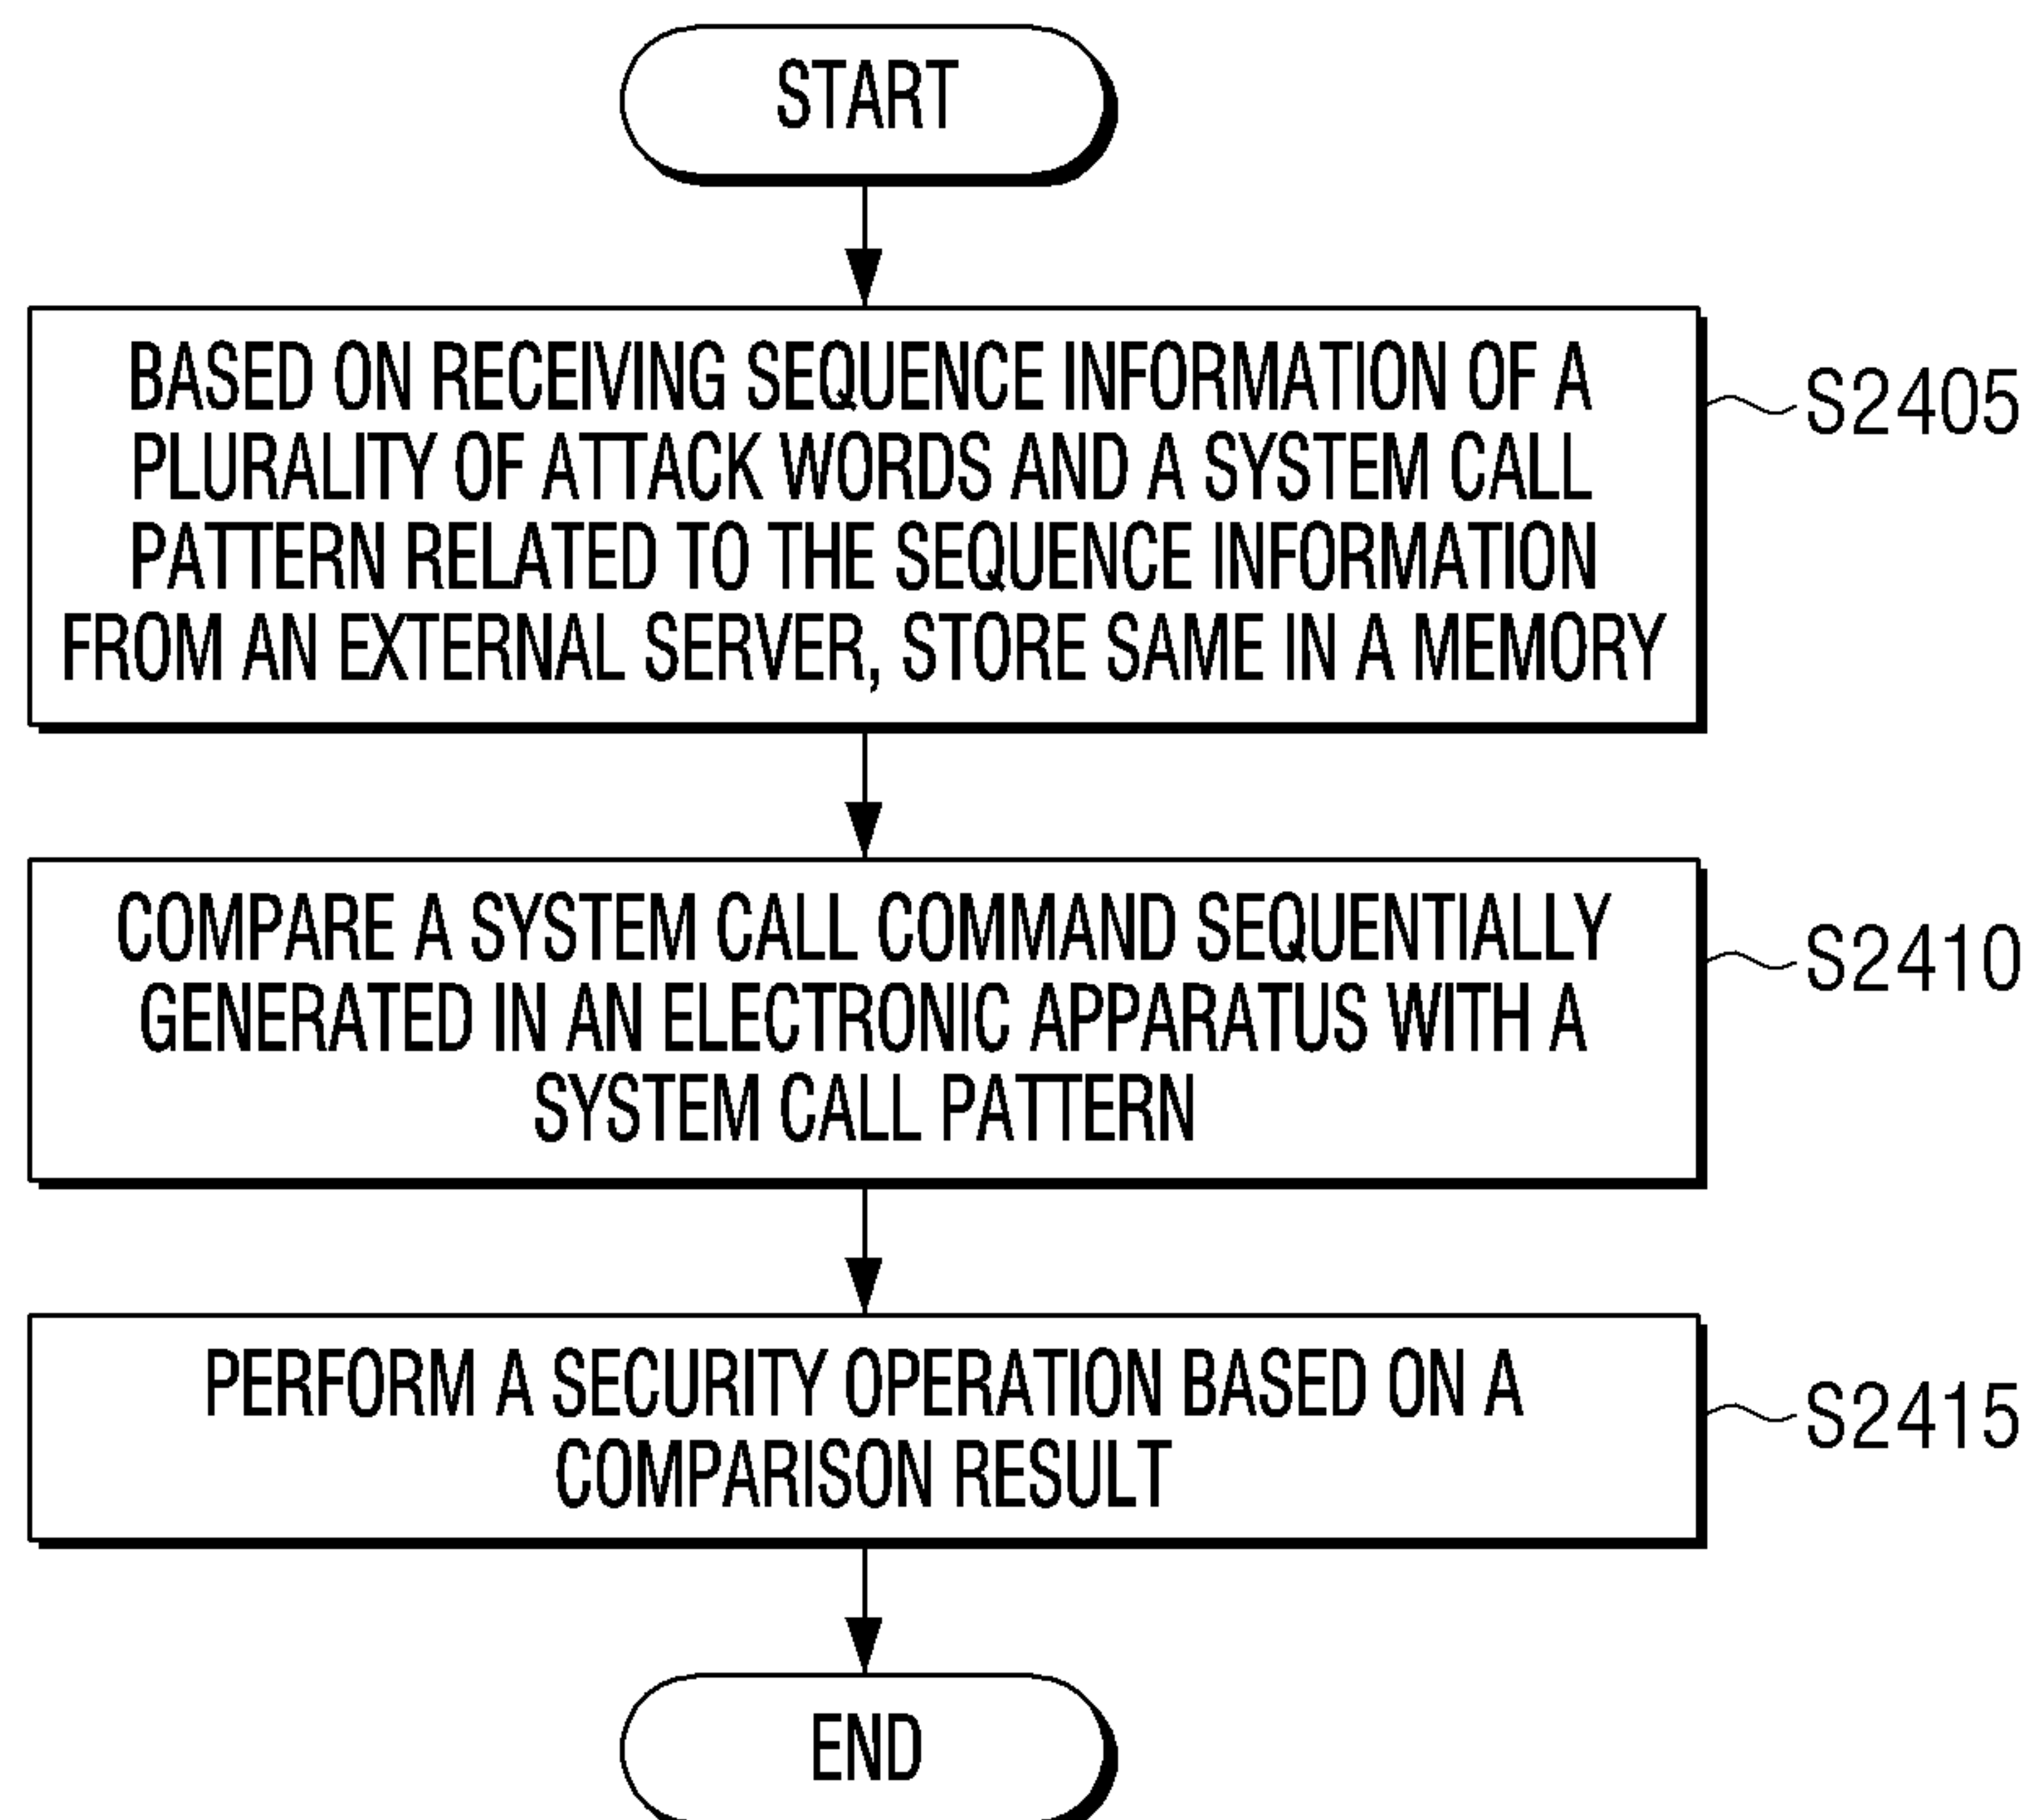 START
BASED ON RECEIVING SEQUENCE INFORMATION OF A
PLURALITY OF ATTACK WORDS AND A SYSTEM CALL
PATTERN RELATED TO THE SEQUENCE INFORMATION
FROM AN EXTERNAL SERVER, STORE SAME IN A MEMORY
S2405
COMPARE A SYSTEM CALL COMMAND SEQUENTIALLY
GENERATED IN AN ELECTRONIC APPARATUS WITH A
SYSTEM CALL PATTERN
S2410
PERFORM A SECURITY OPERATION BASED ON A
COMPARISON RESULT
S2415
END